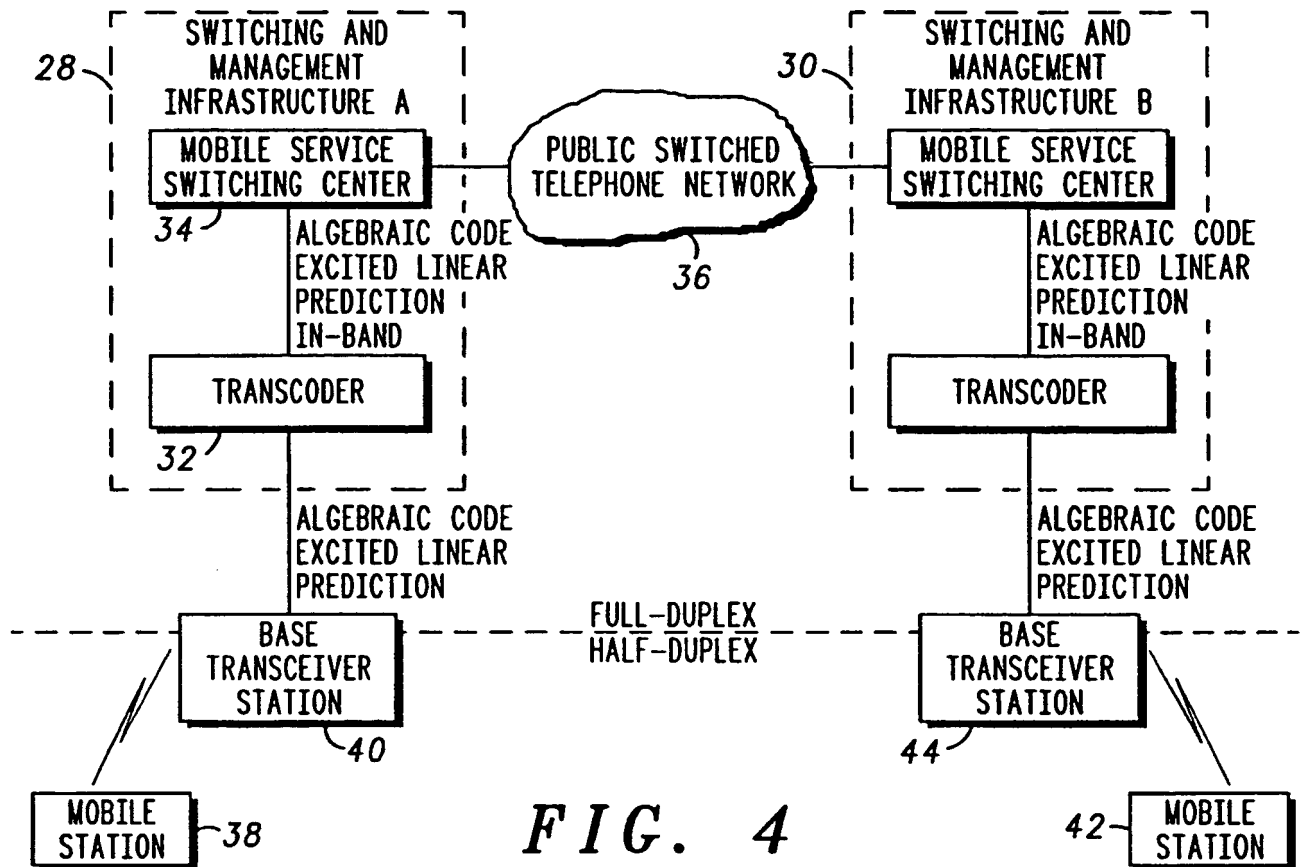 SWITCHING AND
MANAGEMENT
INFRASTRUCTURE A
28
MOBILE SERVICE
SWITCHING CENTER
34
ALGEBRAIC CODE
EXCITED LINEAR
PREDICTION
IN-BAND
TRANSCODER
32
ALGEBRAIC CODE
EXCITED LINEAR
PREDICTION
PUBLIC SWITCHED
TELEPHONE NETWORK
36
SWITCHING AND
MANAGEMENT
INFRASTRUCTURE B
30
MOBILE SERVICE
SWITCHING CENTER
ALGEBRAIC CODE
EXCITED LINEAR
PREDICTION
IN-BAND
TRANSCODER
ALGEBRAIC CODE
EXCITED LINEAR
PREDICTION
FULL-DUPLEX
HALF-DUPLEX
BASE
TRANSCEIVER
STATION
40
BASE
TRANSCEIVER
STATION
44
MOBILE
STATION
38
FIG. 4
42
MOBILE
STATION